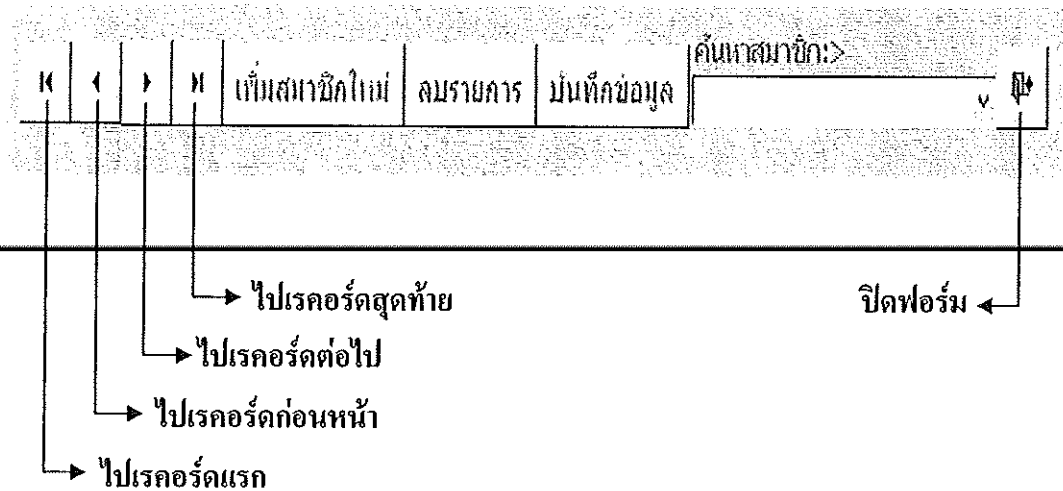 ค้นหาสมาชิก:>
เพิ่มสมาชิกใหม่ ลบรายการ บันทึกข้อมูล
ไปเรคอร์ดสุดท้าย ปิดฟอร์ม
ไปเรคอร์ดต่อไป
ไปเรคอร์ดก่อนหน้า
ไปเรคอร์ดแรก